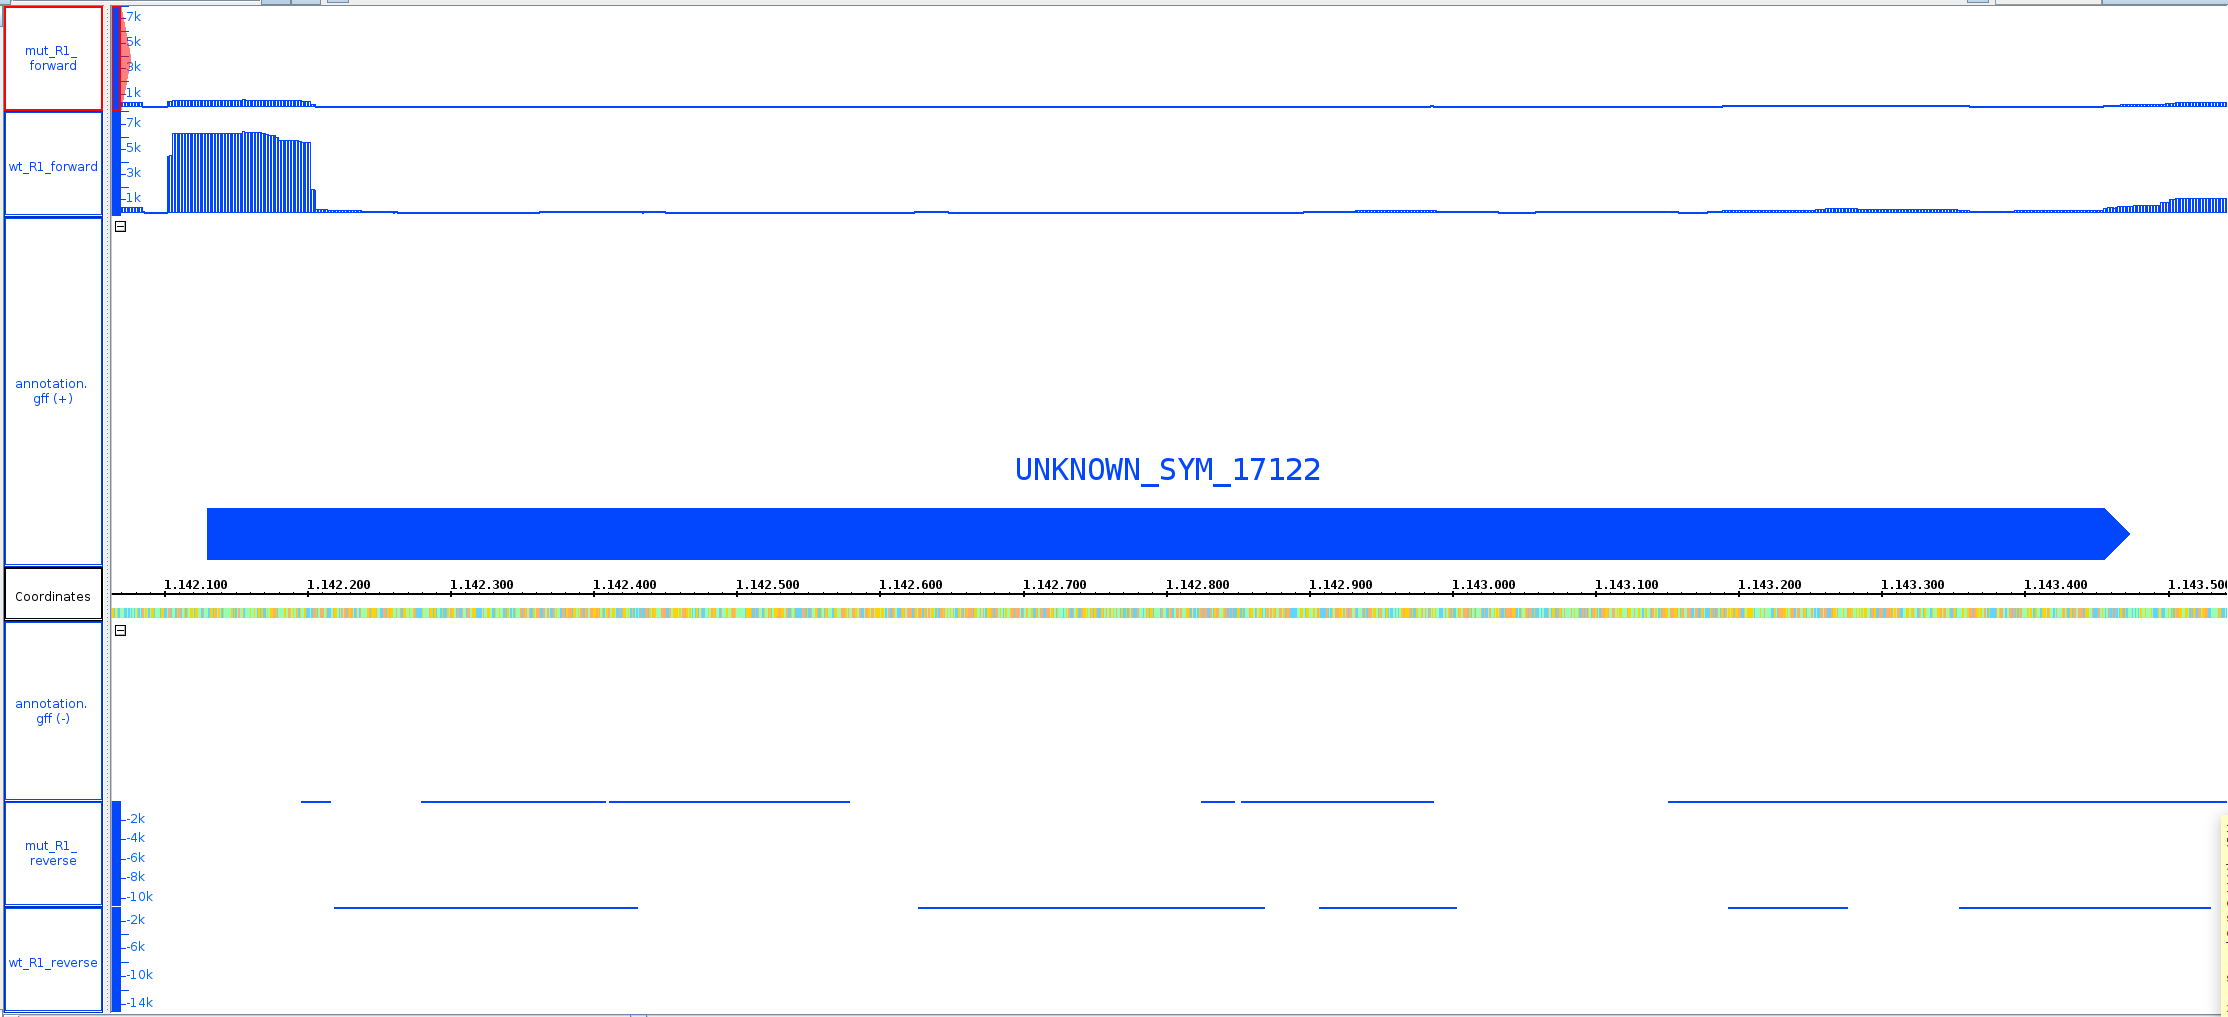 mut_R1_
forward
7k
5k
3k
1k
wt_R1_forward
7k
5k
3k
1k
annotation.
gff (+)
UNKNOWN_SYM_17122
Coordinates
1.142.100 1.142.200 1.142.300 1.142.400 1.142.500 1.142.600 1.142.700 1.142.800 1.142.900 1.143.000 1.143.100 1.143.200 1.143.300 1.143.400 1.143.50
annotation.
gff (-)
mut_R1_
reverse
-2k
-4k
-6k
-8k
-10k
wt_R1_reverse
-2k
-6k
-10k
-14k